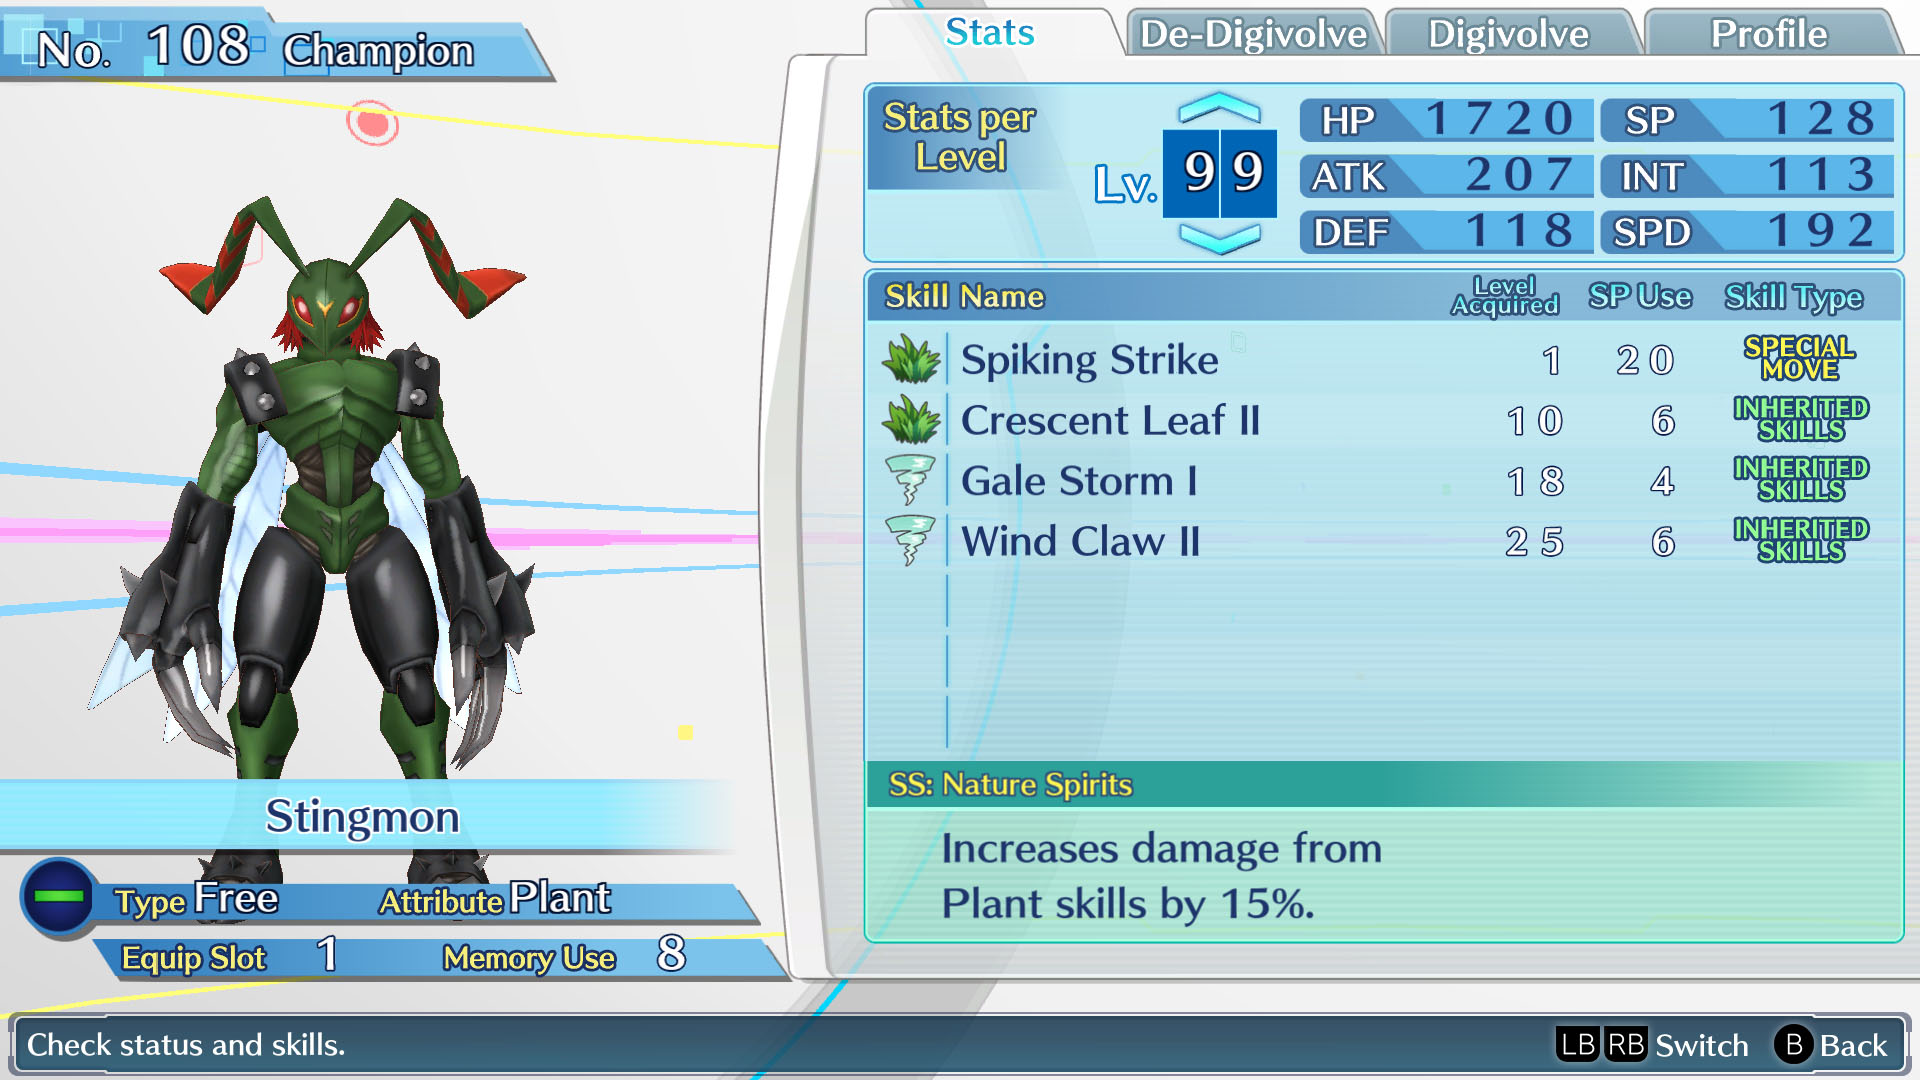 No. 108 Champion
Stats
De-Digivolve
Digivolve
Profile
Stats per
Level
Lv. 99
HP 1720
SP 128
ATK 207
INT 113
DEF 118
SPD 192
Skill Name
Level
Acquired
SP Use
Skill Type
Spiking Strike 1 20 SPECIAL
MOVE
Crescent Leaf II 10 6 INHERITED
SKILLS
Gale Storm I 18 4 INHERITED
SKILLS
Wind Claw II 25 6 INHERITED
SKILLS
SS: Nature Spirits
Increases damage from
Plant skills by 15%.
Stingmon
Type Free Attribute Plant
Equip Slot 1 Memory Use 8
Check status and skills.
LB RB Switch B Back